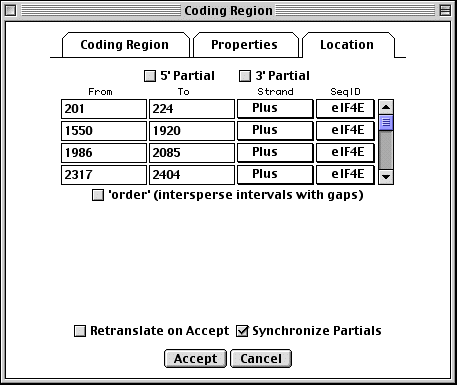 Coding Region
Coding Region Properties Location
5' Partial 3' Partial
From To Strand SeqID
201 224 Plus eIF4E
1550 1920 Plus eIF4E
1986 2085 Plus eIF4E
2317 2404 Plus eIF4E
'order' (intersperse intervals with gaps)
Retranslate on Accept Synchronize Partials
Accept Cancel